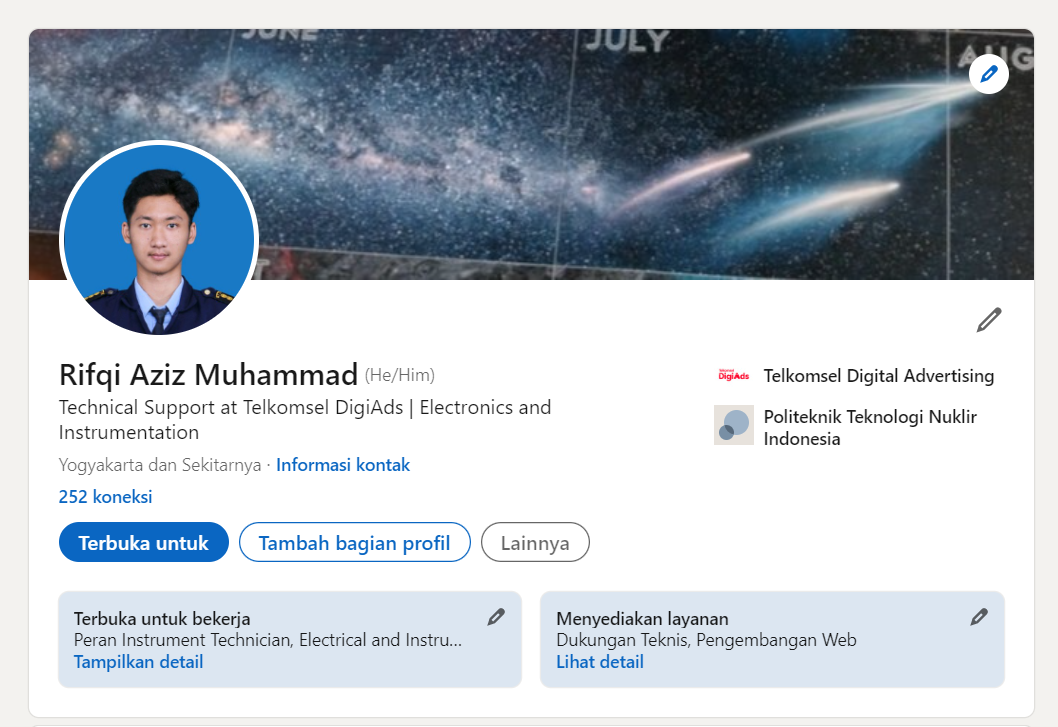 JUNE
JULY
AUG
T
Rifqi Aziz Muhammad (He/Him)
Technical Support at Telkomsel DigiAds | Electronics and
Instrumentation
Yogyakarta dan Sekitarnya · Informasi kontak
252 koneksi
Terbuka untuk
Tambah bagian profil
Lainnya
DigiAds
Telkomsel Digital Advertising
Politeknik Teknologi Nuklir
Indonesia
Terbuka untuk bekerja
Peran Instrument Technician, Electrical and Instru...
Tampilkan detail
Menyediakan layanan
Dukungan Teknis, Pengembangan Web
Lihat detail